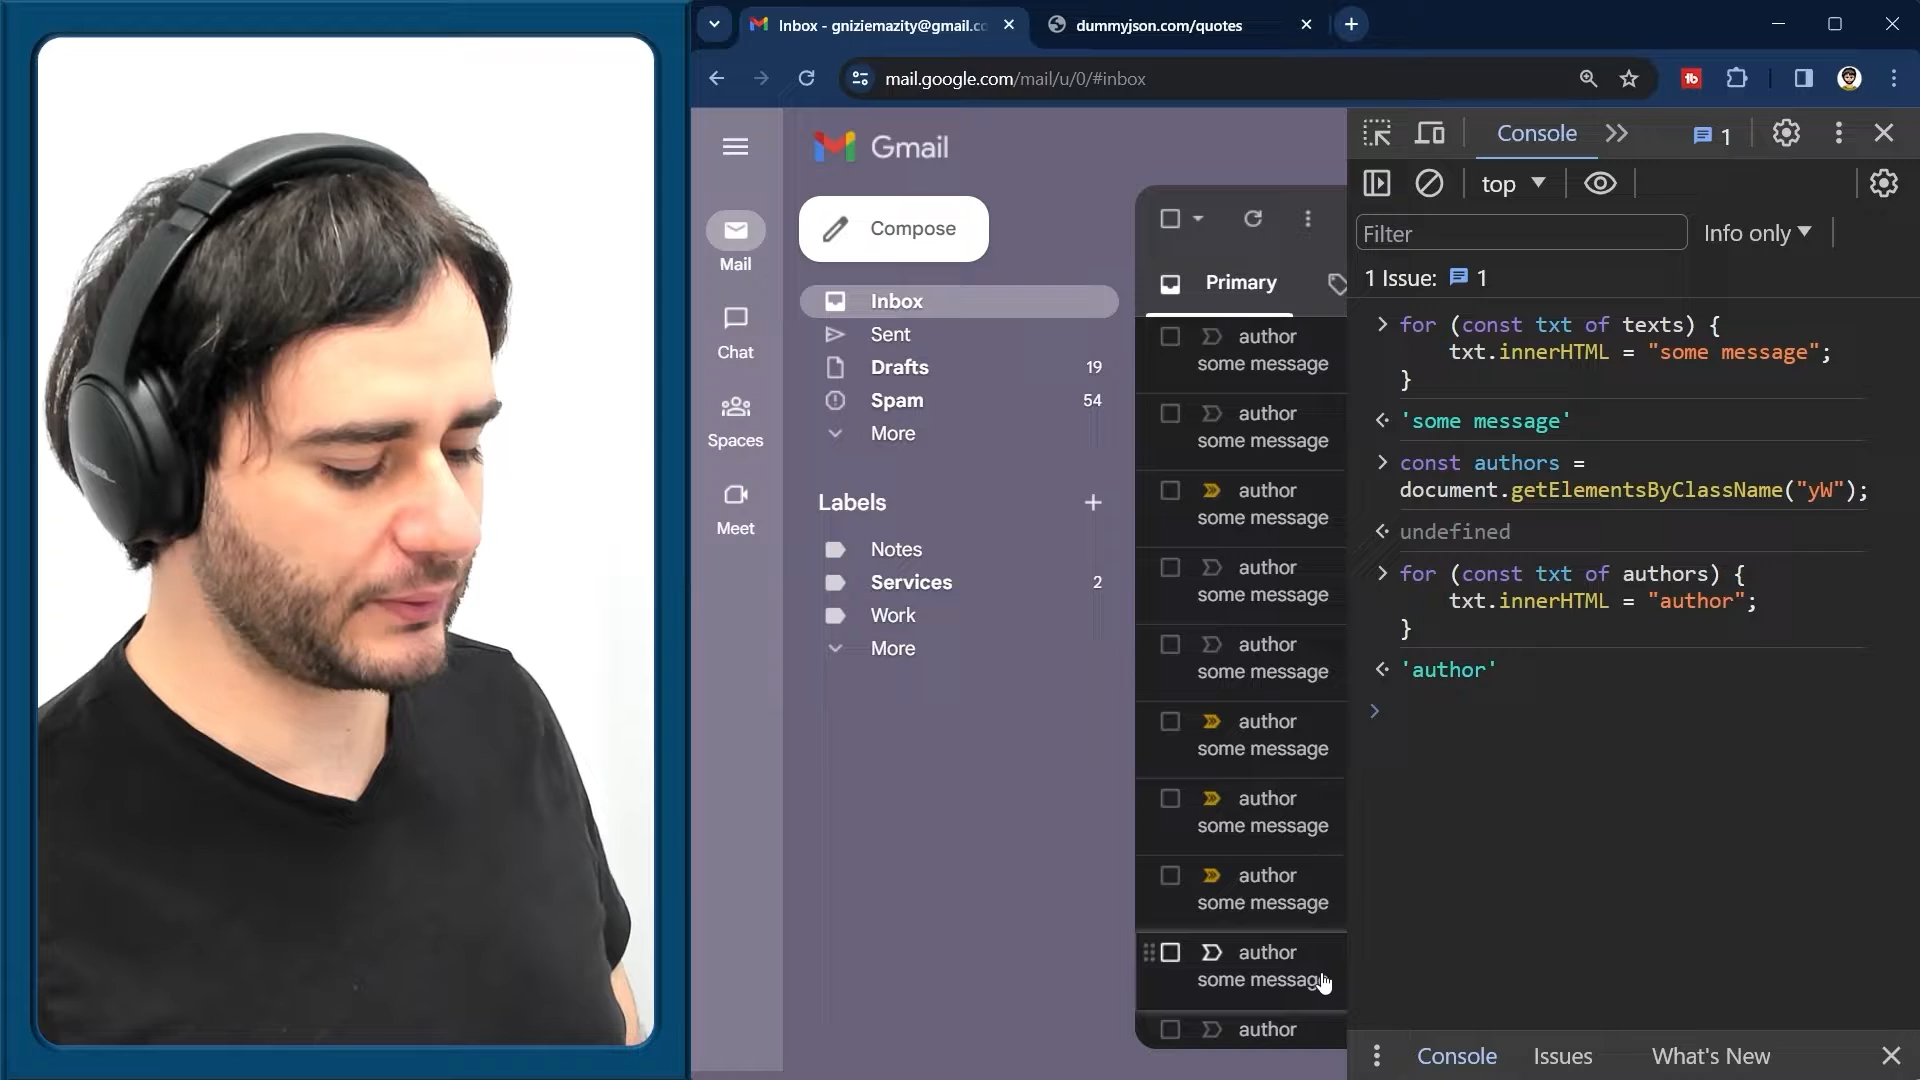 Inbox - gniziemazity@gmail.co
dummyjson.com/quotes
mail.google.com/mail/u/0/#inbox
Gmail
Compose
Mail
Chat
Spaces
Meet
Inbox
Sent
Drafts 19
Spam 54
More
Labels
Notes
Services 2
Work
More
Primary
author
some message
author
some message
author
some message
author
some message
author
some message
author
some message
author
some message
author
some message
author
some message
author
Console
1
top
Filter
Info only
1 Issue: 1
for (const txt of texts) {
txt.innerHTML = "some message";
}
'some message'
const authors =
document.getElementsByClassName("yW");
undefined
for (const txt of authors) {
txt.innerHTML = "author";
}
'author'
Console Issues What's New